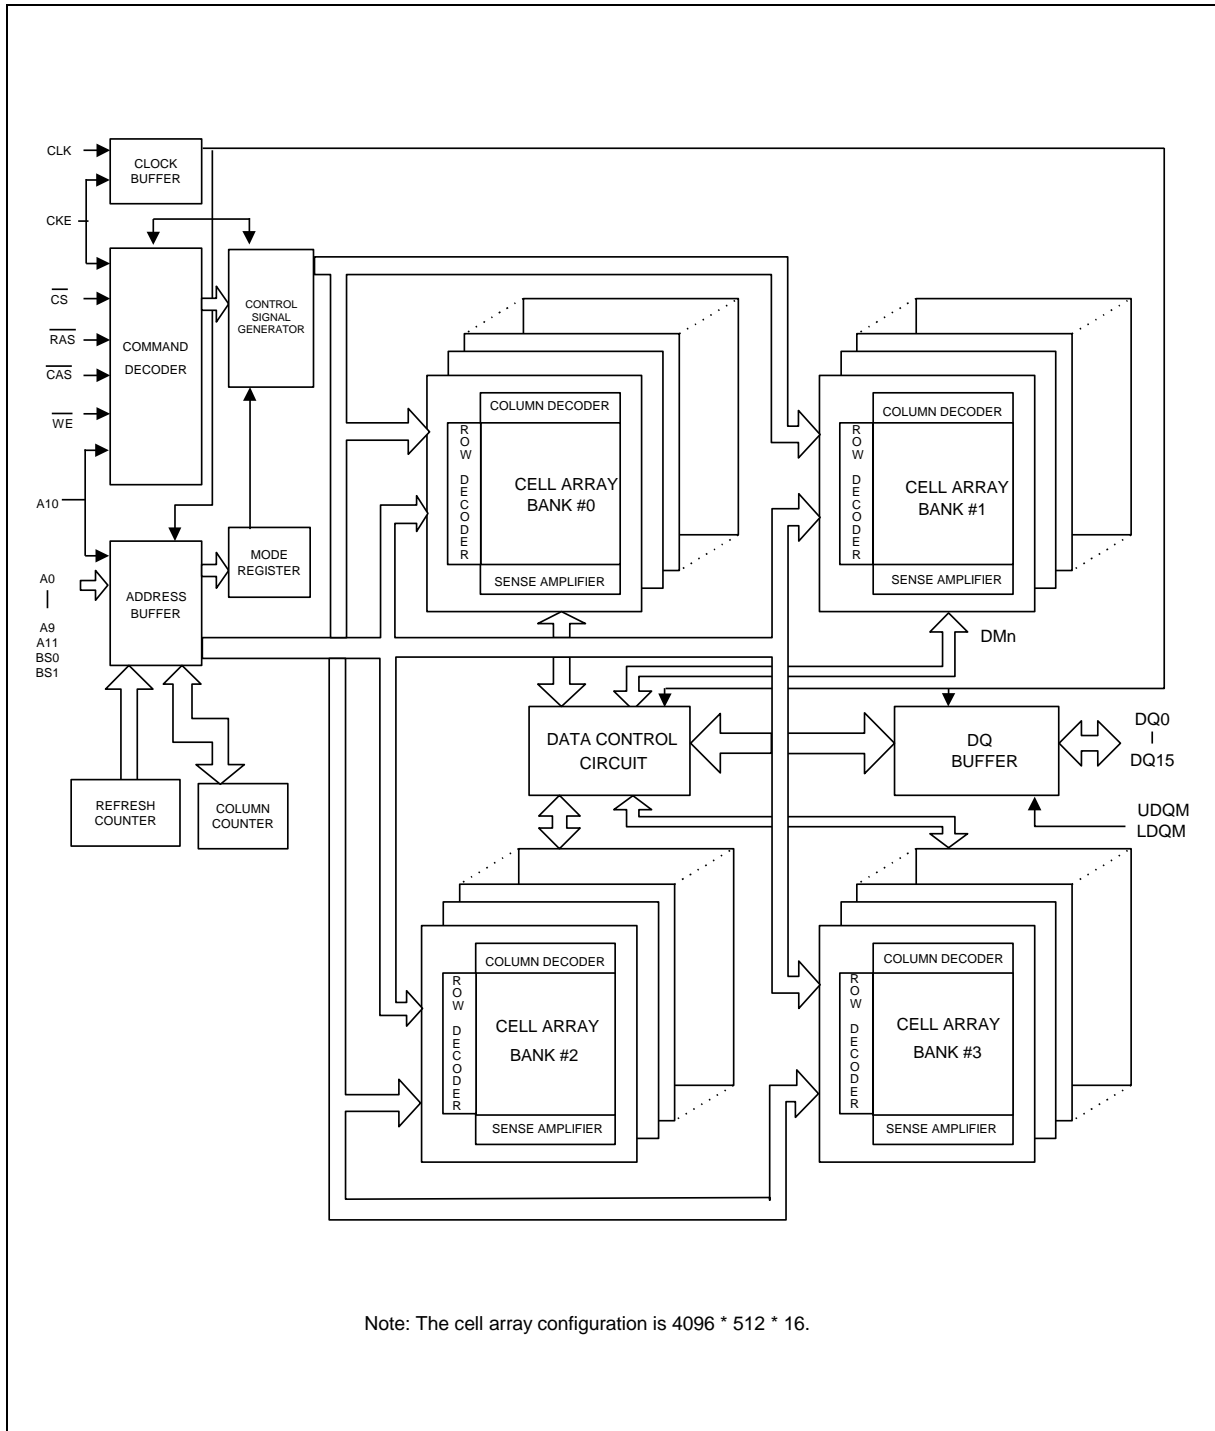 CLK
CLOCK
BUFFER
CKE
CS
RAS
CAS
WE
COMMAND
DECODER
CONTROL
SIGNAL
GENERATOR
A10
A0
A9
A11
BS0
BS1
ADDRESS
BUFFER
MODE
REGISTER
REFRESH
COUNTER
COLUMN
COUNTER
COLUMN DECODER
ROW DECODER
CELL ARRAY
BANK #0
SENSE AMPLIFIER
COLUMN DECODER
ROW DECODER
CELL ARRAY
BANK #1
SENSE AMPLIFIER
DMn
DATA CONTROL
CIRCUIT
DQ
BUFFER
DQ0
DQ15
UDQM
LDQM
COLUMN DECODER
ROW DECODER
CELL ARRAY
BANK #2
SENSE AMPLIFIER
COLUMN DECODER
ROW DECODER
CELL ARRAY
BANK #3
SENSE AMPLIFIER
Note: The cell array configuration is 4096 * 512 * 16.